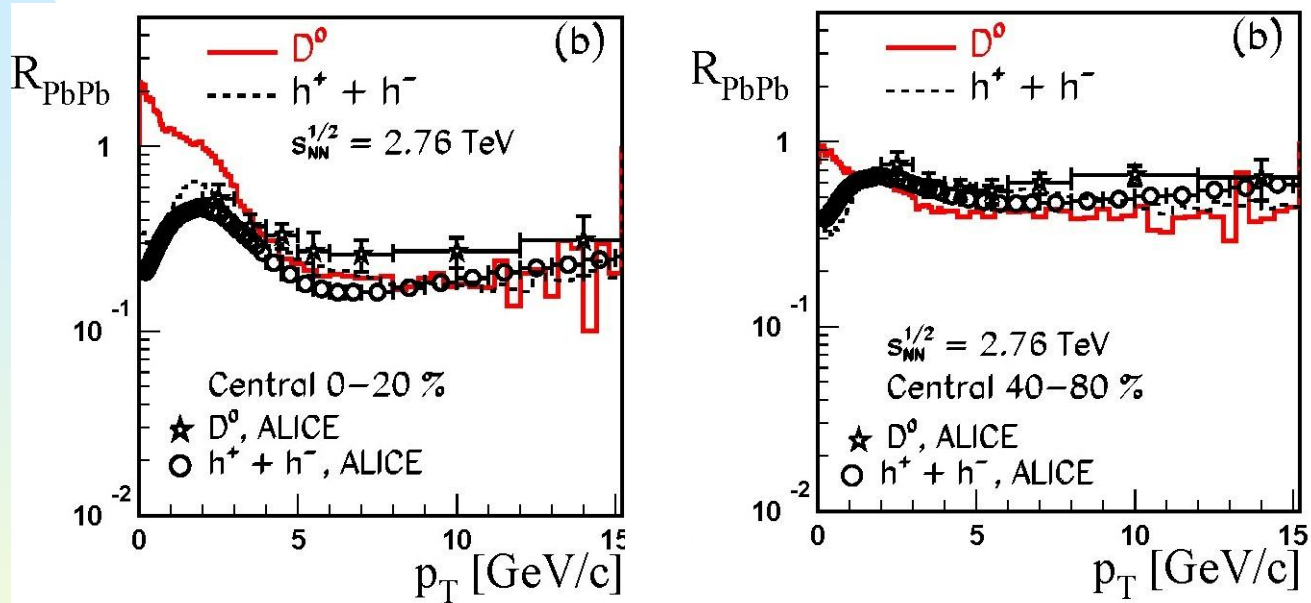 (b)
D⁰
R_PbPb
h⁺ + h⁻
s_NN^1/2 = 2.76 TeV
1
10⁻¹
Central 0–20 %
D⁰, ALICE
h⁺ + h⁻, ALICE
10⁻²
0 5 10 15
p_T [GeV/c]
(b)
D⁰
R_PbPb
h⁺ + h⁻
1
10⁻¹
s_NN^1/2 = 2.76 TeV
Central 40–80 %
D⁰, ALICE
h⁺ + h⁻, ALICE
10⁻²
0 5 10 15
p_T [GeV/c]